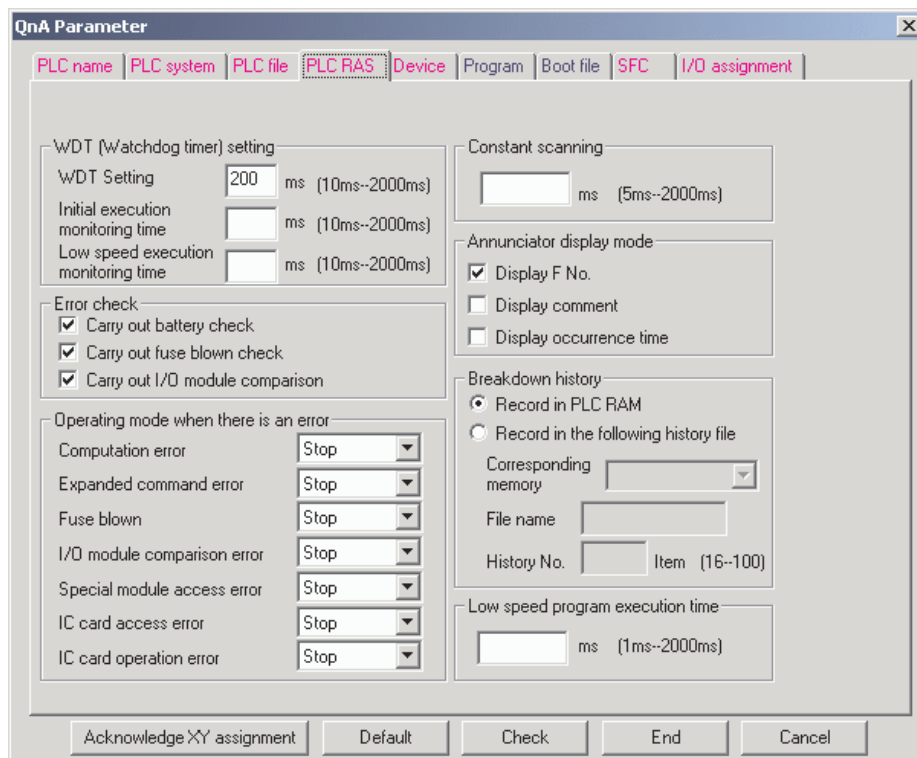 QnA Parameter
PLC name
PLC system
PLC file
PLC RAS
Device
Program
Boot file
SFC
I/O assignment
WDT (Watchdog timer) setting
WDT Setting 200 ms (10ms--2000ms)
Initial execution
monitoring time ms (10ms--2000ms)
Low speed execution
monitoring time ms (10ms--2000ms)
Error check
Carry out battery check
Carry out fuse blown check
Carry out I/O module comparison
Operating mode when there is an error
Computation error Stop
Expanded command error Stop
Fuse blown Stop
I/O module comparison error Stop
Special module access error Stop
IC card access error Stop
IC card operation error Stop
Constant scanning
ms (5ms--2000ms)
Annunciator display mode
Display F No.
Display comment
Display occurrence time
Breakdown history
Record in PLC RAM
Record in the following history file
Corresponding
memory
File name
History No. Item (16--100)
Low speed program execution time
ms (1ms--2000ms)
Acknowledge XY assignment
Default
Check
End
Cancel